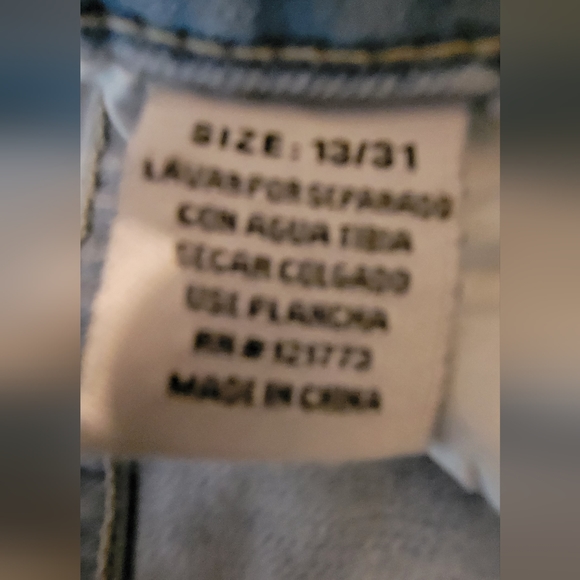 SIZE: 13/31
LAVAR POR SEPARADO
CON AGUA TIBIA
SECAR COLGADO
USE PLANCHA
RN# 121773
MADE IN CHINA